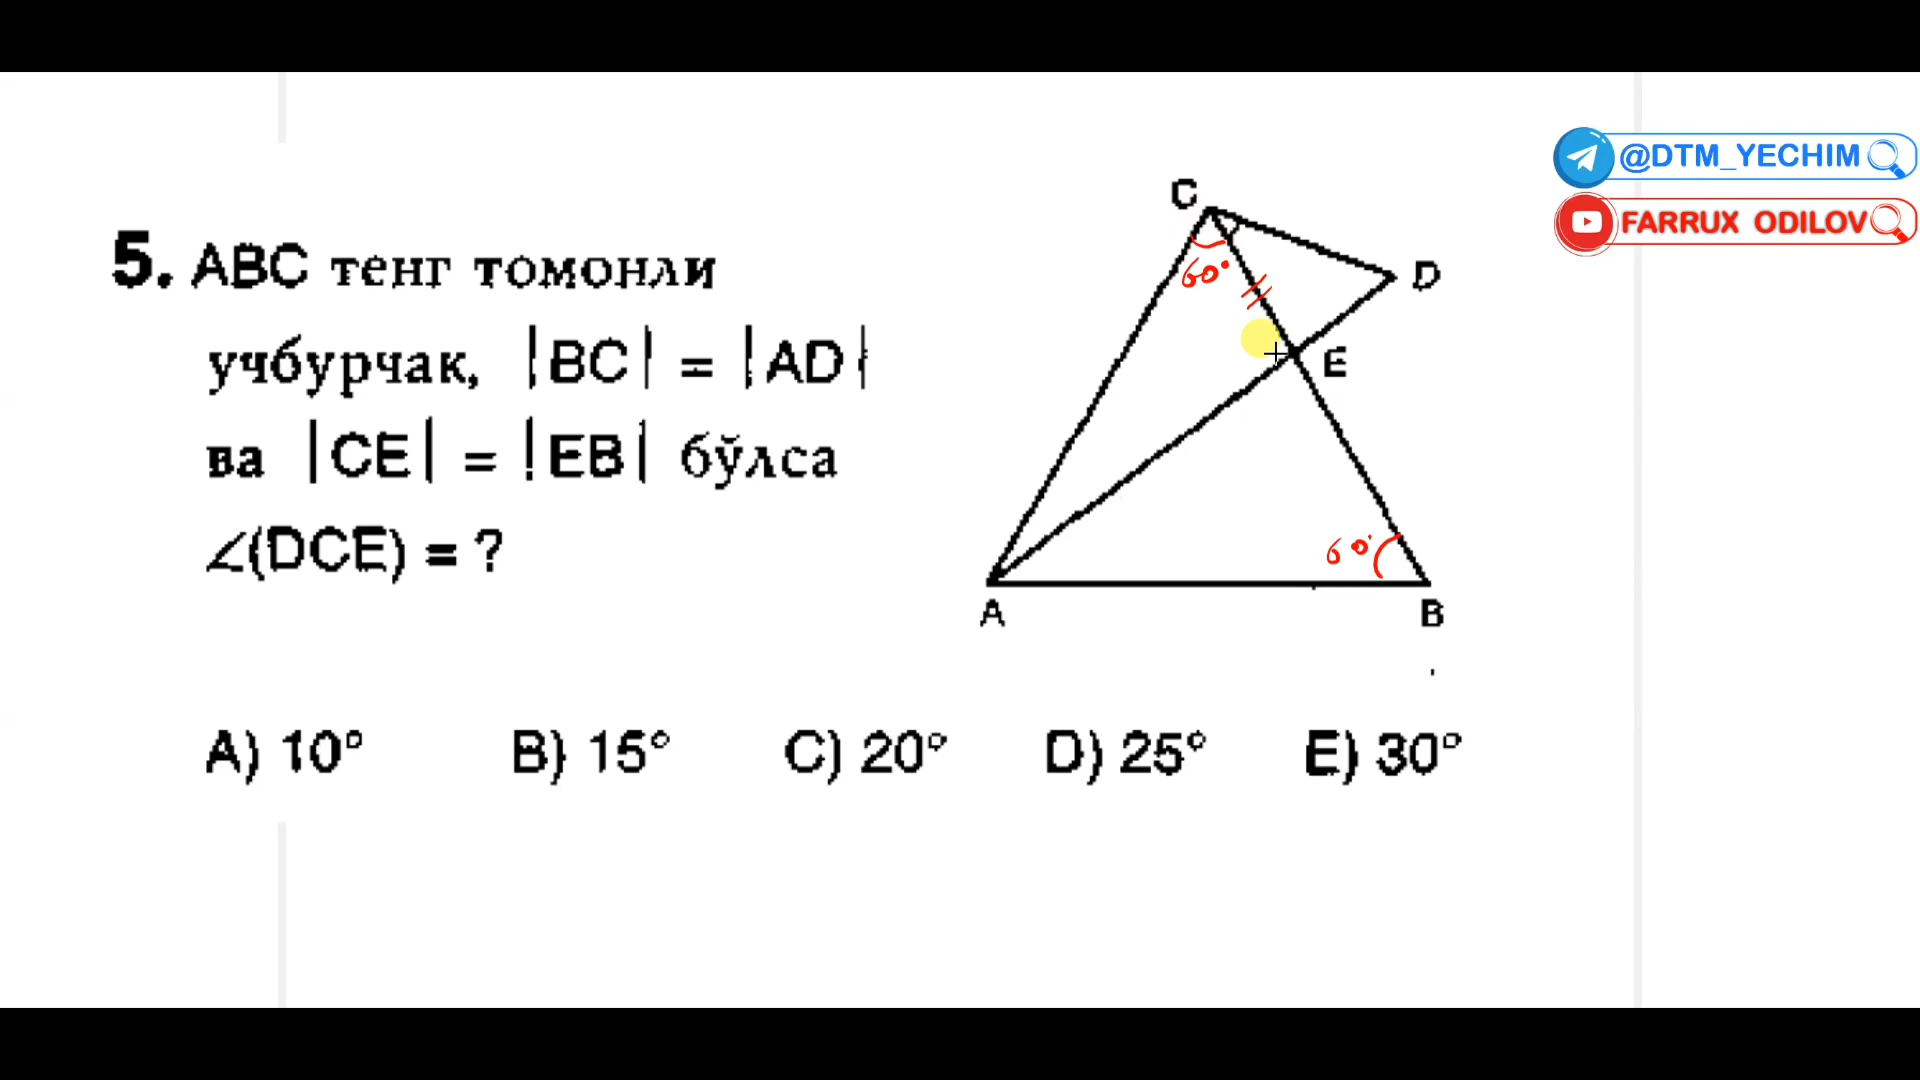 @DTM_YECHIM
FARRUX ODILOV
5. ABC тенг томонли
учбурчак, |BC| = |AD|
ва |CE| = |EB| бўлса
∠(DCE) = ?
C
D
E
A
B
60°
60°
A) 10° B) 15° C) 20° D) 25° E) 30°